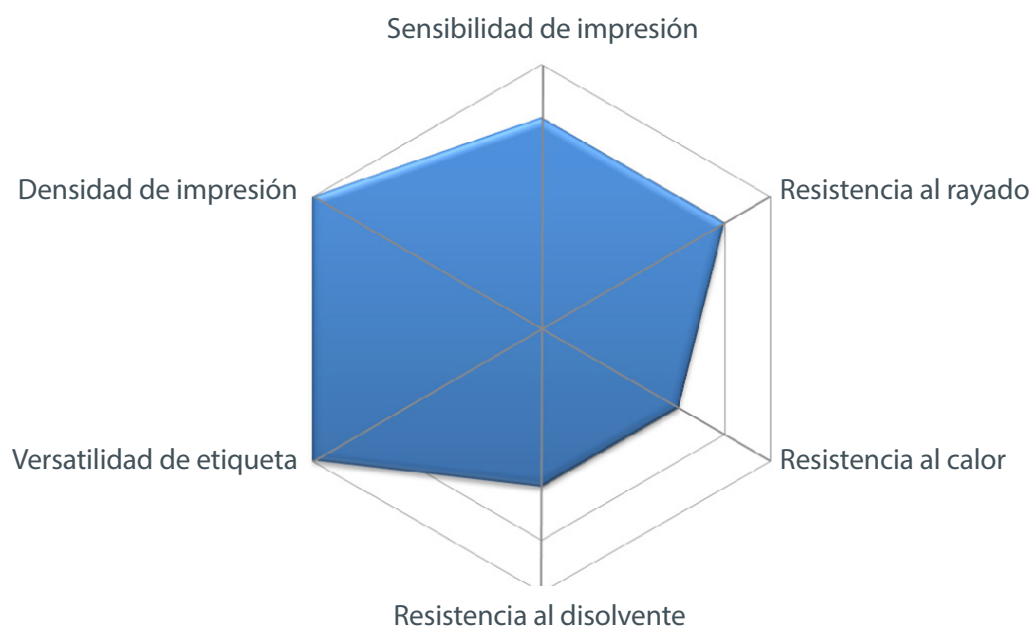 Sensibilidad de impresión
Densidad de impresión
Resistencia al rayado
Versatilidad de etiqueta
Resistencia al calor
Resistencia al disolvente